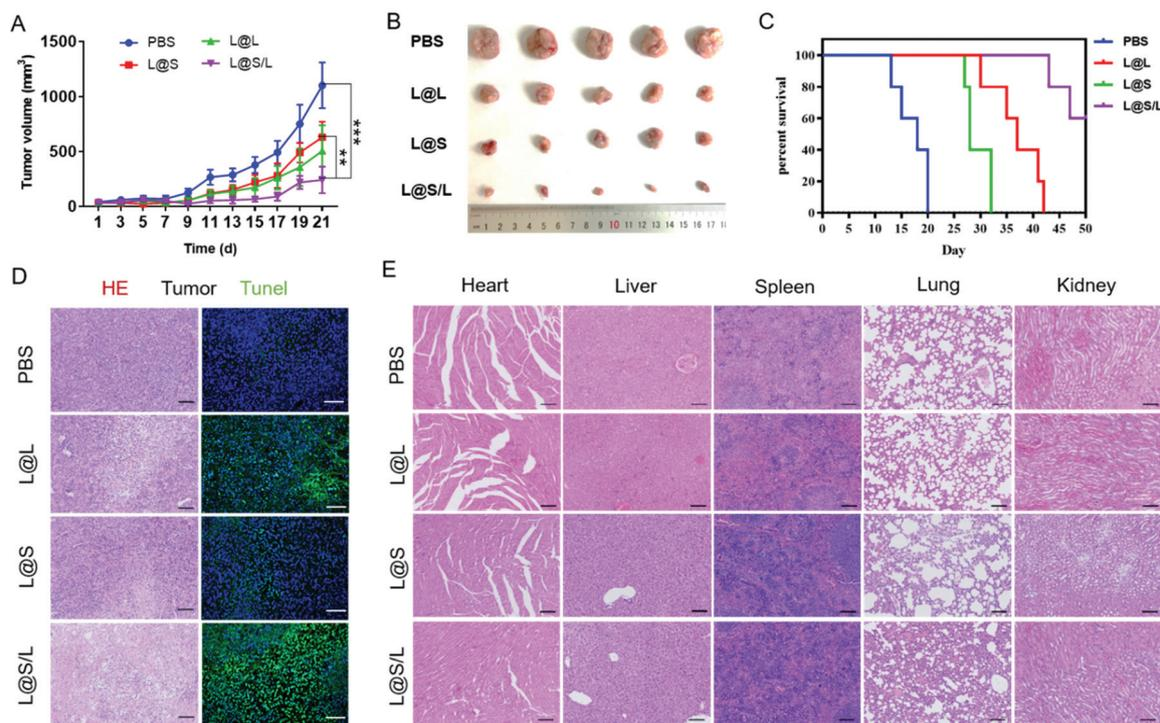 A
PBS
L@L
L@S
L@S/L
Tumor volume (mm³)
1500
1000
500
0
***
**
1 3 5 7 9 11 13 15 17 19 21
Time (d)
B
PBS
L@L
L@S
L@S/L
1 2 3 4 5 6 7 8 9 10 11 12 13 14 15 16 17
C
PBS
L@L
L@S
L@S/L
percent survival
100
80
60
40
20
0
0 5 10 15 20 25 30 35 40 45 50
Day
D
HE Tumor Tunel
PBS
L@L
L@S
L@S/L
E
Heart Liver Spleen Lung Kidney
PBS
L@L
L@S
L@S/L